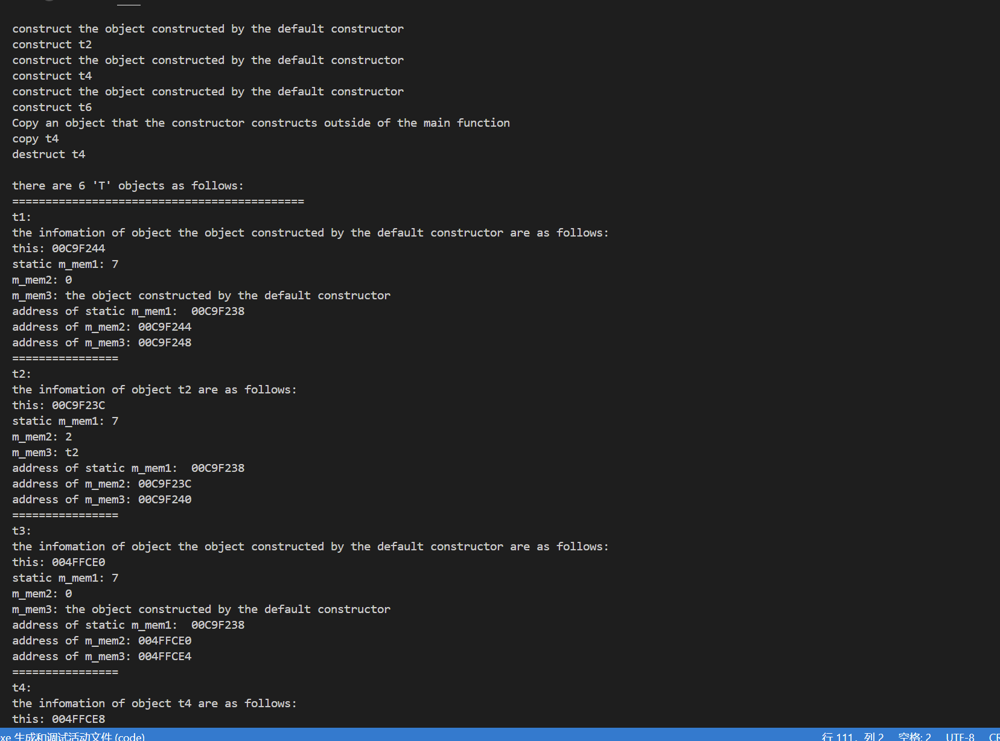 construct the object constructed by the default constructor
construct t2
construct the object constructed by the default constructor
construct t4
construct the object constructed by the default constructor
construct t6
Copy an object that the constructor constructs outside of the main function
copy t4
destruct t4
there are 6 'T' objects as follows:
============================================
t1:
the infomation of object the object constructed by the default constructor are as follows:
this: 00C9F244
static m_mem1: 7
m_mem2: 0
m_mem3: the object constructed by the default constructor
address of static m_mem1:  00C9F238
address of m_mem2: 00C9F244
address of m_mem3: 00C9F248
================
t2:
the infomation of object t2 are as follows:
this: 00C9F23C
static m_mem1: 7
m_mem2: 2
m_mem3: t2
address of static m_mem1:  00C9F238
address of m_mem2: 00C9F23C
address of m_mem3: 00C9F240
================
t3:
the infomation of object the object constructed by the default constructor are as follows:
this: 004FFCE0
static m_mem1: 7
m_mem2: 0
m_mem3: the object constructed by the default constructor
address of static m_mem1:  00C9F238
address of m_mem2: 004FFCE0
address of m_mem3: 004FFCE4
================
t4:
the infomation of object t4 are as follows:
this: 004FFCE8
xe 生成和调试活动文件 (code) 行 111，列 2 空格: 2 UTF-8 CR